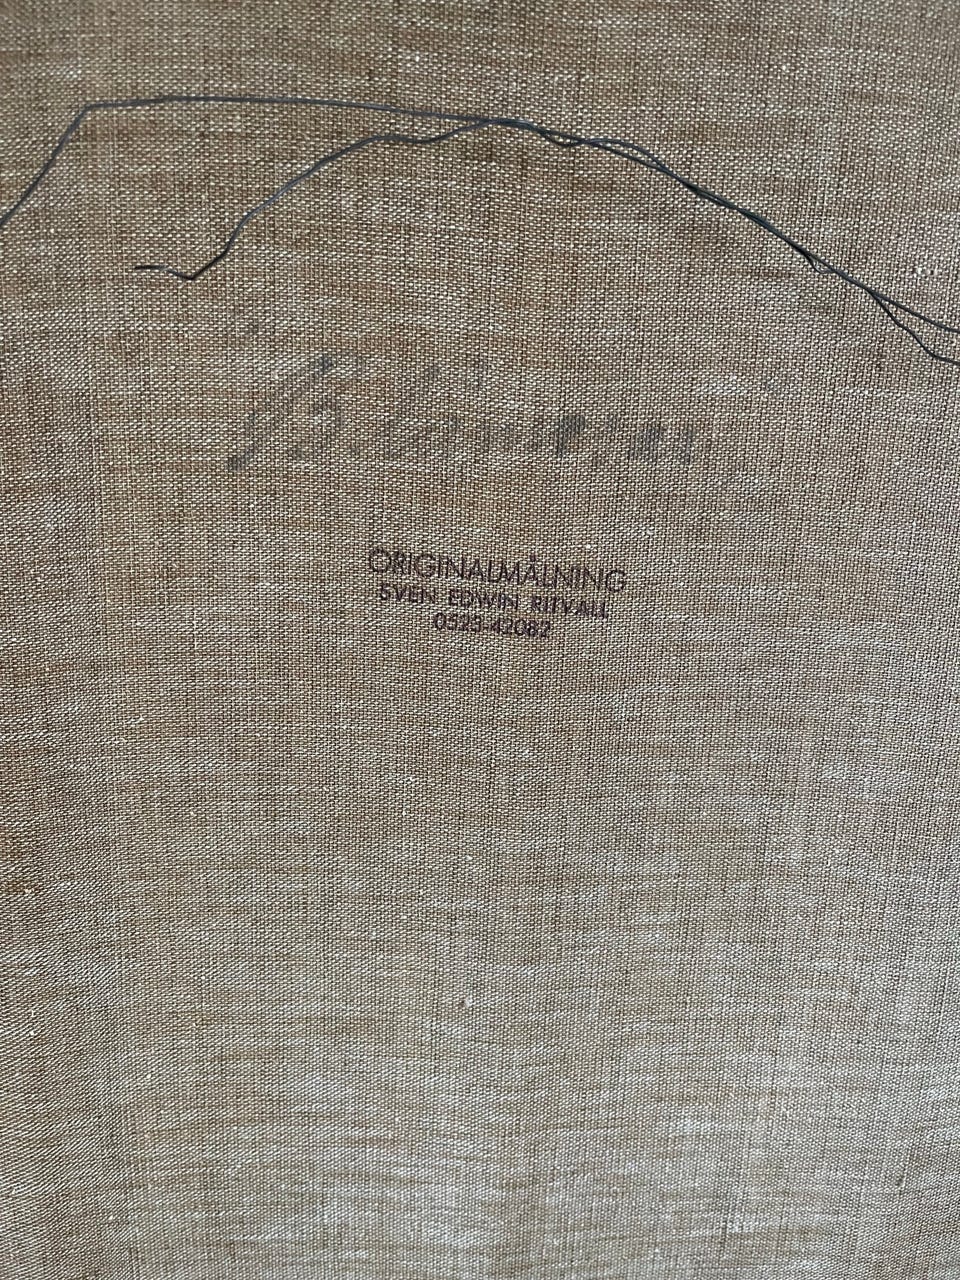 ORIGINALMÅLNING
SVEN EDWIN RITVALL
0523-42082